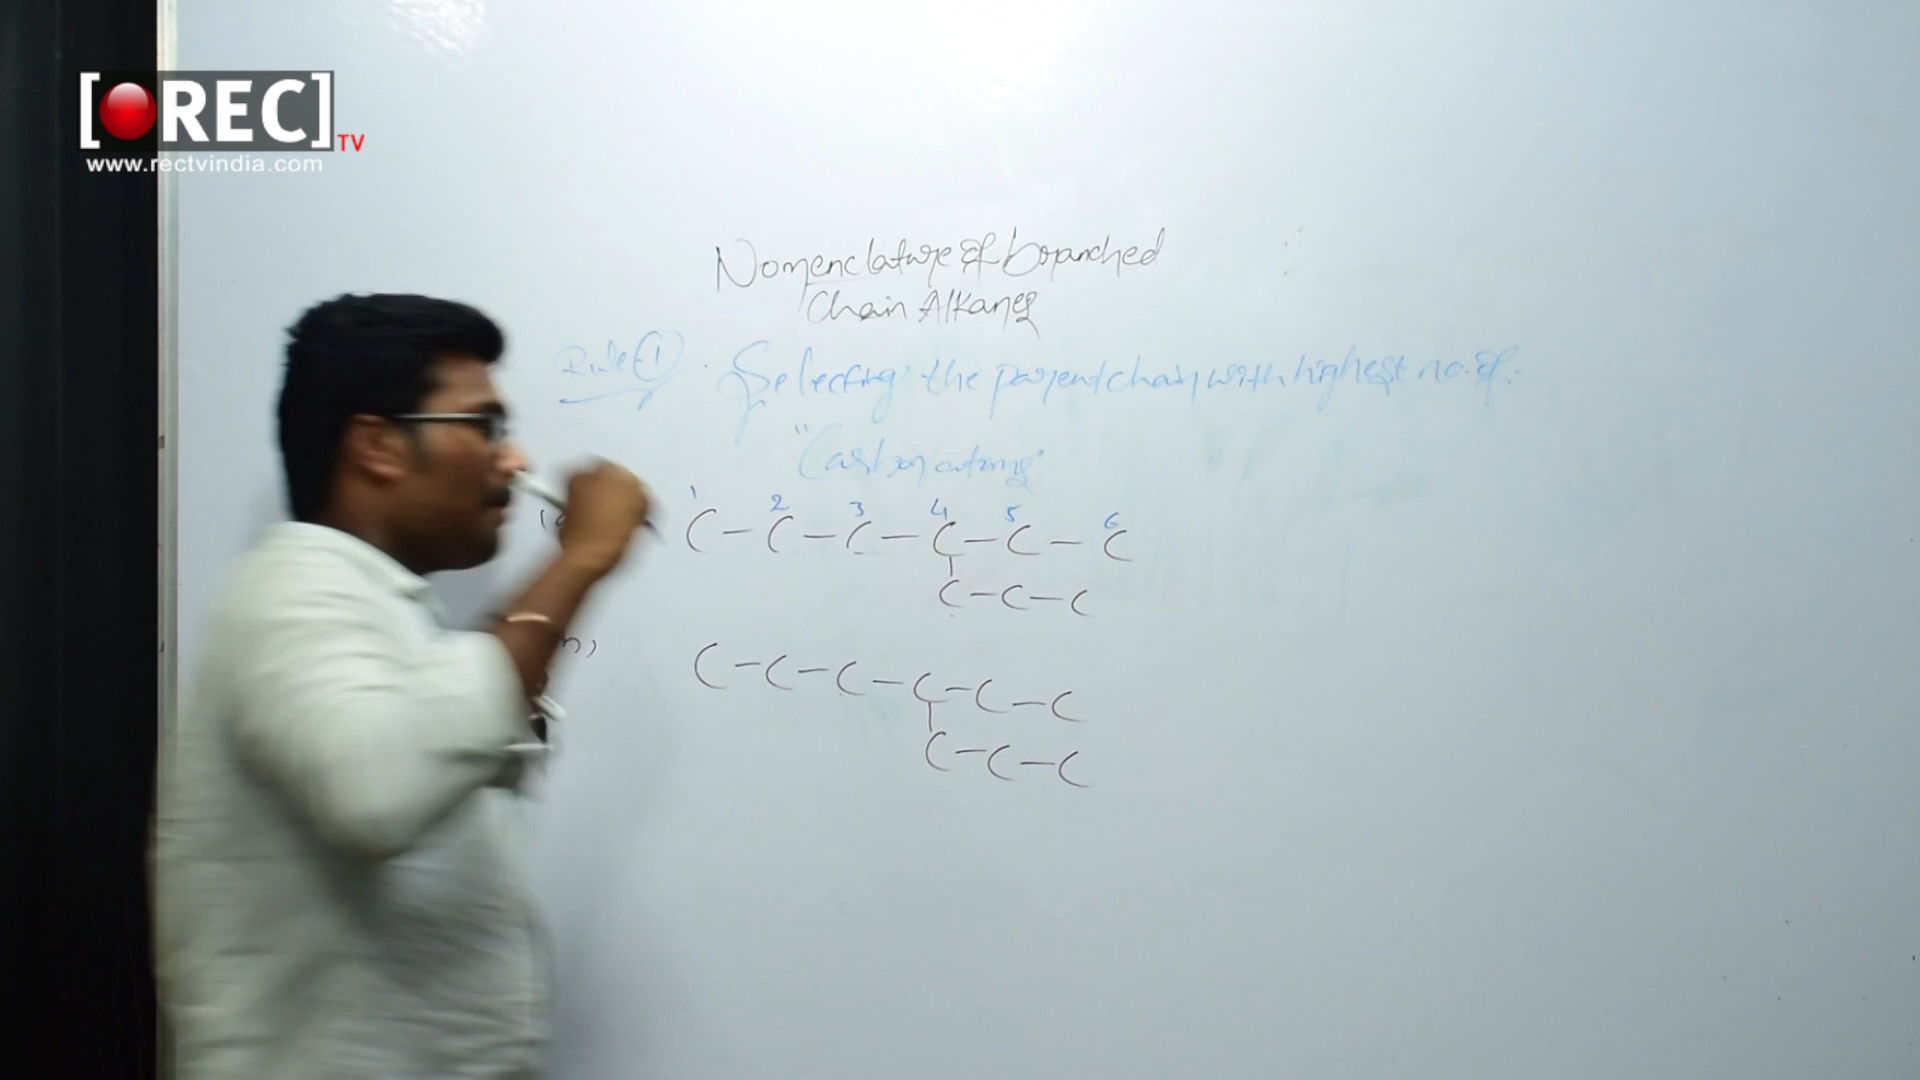 [REC]
TV
www.rectvindia.com
Nomenclature of branched
Chain Alkanes
Rule 1 . Selecting the parent chain with highest no. of.
"Carbon atoms"
1 2 3 4 5 6
C - C - C - C - C - C
C - C - C
C - C - C - C - C - C
C - C - C